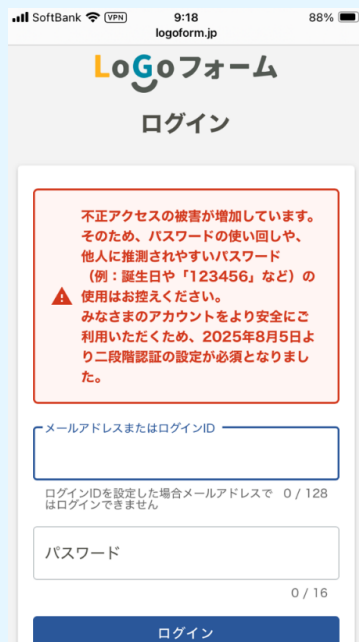 SoftBank VPN 9:18 88%
logoform.jp
LoGoフォーム
ログイン
不正アクセスの被害が増加しています。
そのため、パスワードの使い回しや、
他人に推測されやすいパスワード
（例：誕生日や「123456」など）の
使用はお控えください。
みなさまのアカウントをより安全にご
利用いただくため、2025年8月5日よ
り二段階認証の設定が必須となりまし
た。
メールアドレスまたはログインID
ログインIDを設定した場合メールアドレスで 0 / 128
はログインできません
パスワード
0 / 16
ログイン